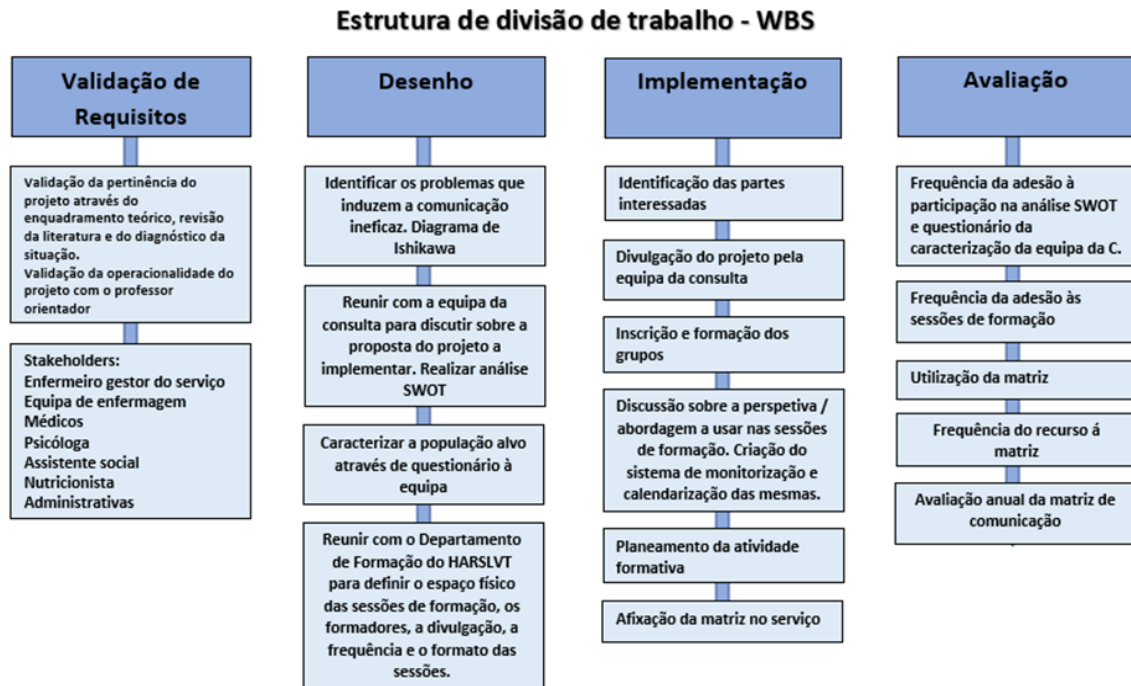 Estrutura de divisão de trabalho - WBS
Validação de
Requisitos
Validação da pertinência do
projeto através do
enquadramento teórico, revisão
da literatura e do diagnóstico da
situação.
Validação da operacionalidade do
projeto com o professor
orientador
Stakeholders:
Enfermeiro gestor do serviço
Equipa de enfermagem
Médicos
Psicóloga
Assistente social
Nutricionista
Administrativas
Desenho
Identificar os problemas que
induzem a comunicação
ineficaz. Diagrama de
Ishikawa
Reunir com a equipa da
consulta para discutir sobre a
proposta do projeto a
implementar. Realizar análise
SWOT
Caracterizar a população alvo
através de questionário à
equipa
Reunir com o Departamento
de Formação do HARSLVT
para definir o espaço físico
das sessões de formação, os
formadores, a divulgação, a
frequência e o formato das
sessões.
Implementação
Identificação das partes
interessadas
Divulgação do projeto pela
equipa da consulta
Inscrição e formação dos
grupos
Discussão sobre a perspetiva /
abordagem a usar nas sessões
de formação. Criação do
sistema de monitorização e
calendarização das mesmas.
Planeamento da atividade
formativa
Afixação da matriz no serviço
Avaliação
Frequência da adesão à
participação na análise SWOT
e questionário da
caracterização da equipa da C.
Frequência da adesão às
sessões de formação
Utilização da matriz
Frequência do recurso á
matriz
Avaliação anual da matriz de
comunicação